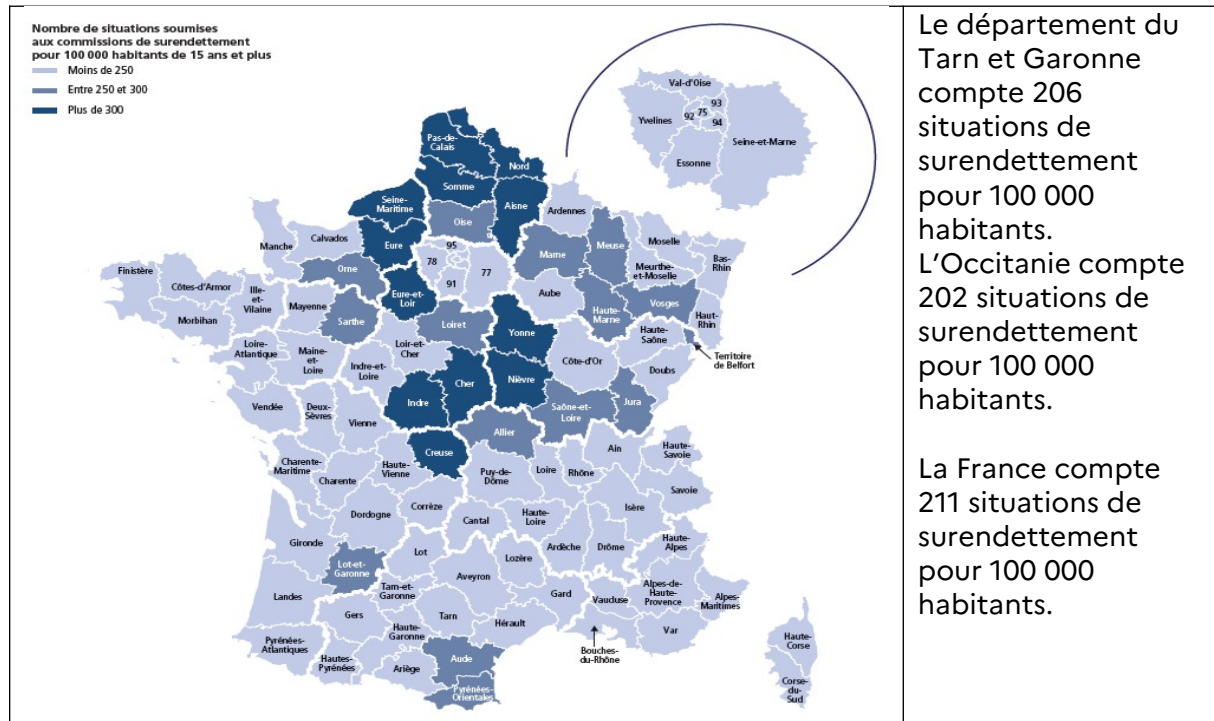 Nombre de situations soumises
aux commissions de surendettement
pour 100 000 habitants de 15 ans et plus
Moins de 250
Entre 250 et 300
Plus de 300
Val-d'Oise
93
92
75
94
Yvelines
Seine-et-Marne
Essonne
Pas-de-
Calais
Nord
Somme
Seine-
Maritime
Aisne
Oise
Ardennes
Eure
Manche
Calvados
95
78
77
91
Marne
Meuse
Moselle
Meurthe-
et-Moselle
Bas-
Rhin
Orne
Finistère
Côtes-d'Armor
Ille-
et-
Vilaine
Morbihan
Mayenne
Sarthe
Eure-et-
Loir
Aube
Haute-
Marne
Vosges
Haut-
Rhin
Loiret
Yonne
Loir-et-
Cher
Haute-
Saône
Territoire
de Belfort
Loire-
Atlantique
Maine-
et-
Loire
Indre-et-
Loire
Côte-d'Or
Doubs
Cher
Nièvre
Indre
Vendée
Deux-
Sèvres
Vienne
Saône-et-
Loire
Jura
Allier
Creuse
Ain
Haute-
Savoie
Charente-
Maritime
Charente
Haute-
Vienne
Puy-de-
Dôme
Loire
Rhône
Savoie
Corrèze
Isère
Dordogne
Cantal
Haute-
Loire
Gironde
Ardèche
Drôme
Hautes-
Alpes
Lot-et-
Garonne
Lot
Lozère
Aveyron
Landes
Tarn-et-
Garonne
Gard
Vaucluse
Alpes-de-
Haute-
Provence
Alpes-
Maritimes
Gers
Tarn
Haute-
Garonne
Hérault
Var
Bouches-
du-Rhône
Pyrénées-
Atlantiques
Hautes-
Pyrénées
Ariège
Aude
Pyrénées-
Orientales
Haute-
Corse
Corse-
du-
Sud
Le département du
Tarn et Garonne
compte 206
situations de
surendettement
pour 100 000
habitants.
L'Occitanie compte
202 situations de
surendettement
pour 100 000
habitants.
La France compte
211 situations de
surendettement
pour 100 000
habitants.